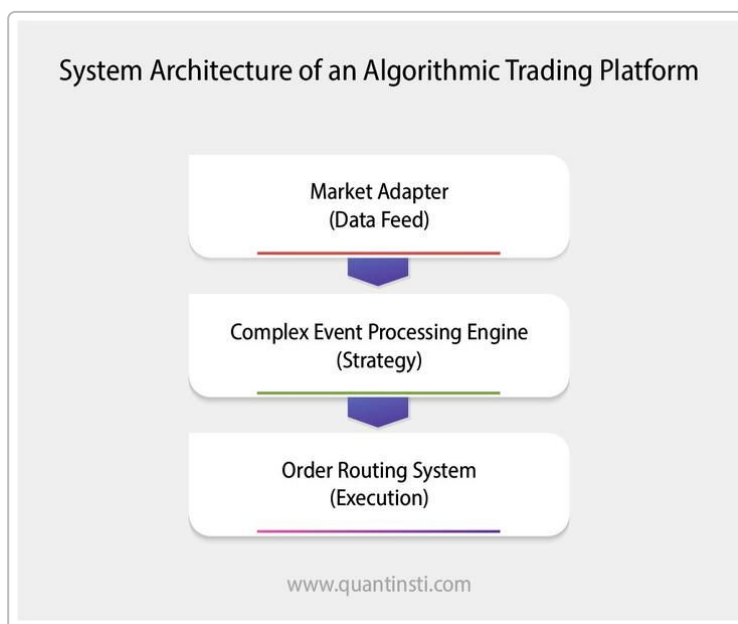 System Architecture of an Algorithmic Trading Platform
Market Adapter
(Data Feed)
Complex Event Processing Engine
(Strategy)
Order Routing System
(Execution)
www.quantinsti.com